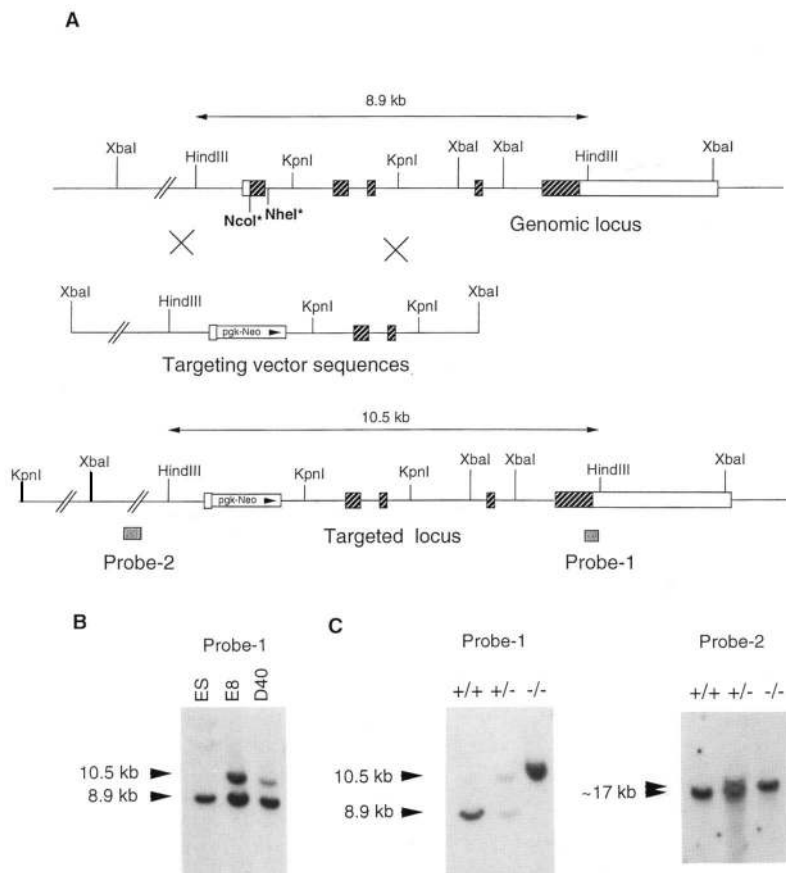 A
8.9 kb
XbaI HindIII KpnI KpnI XbaI XbaI HindIII XbaI
NcoI* NheI*
Genomic locus
XbaI HindIII KpnI KpnI XbaI
pgk-Neo
Targeting vector sequences
10.5 kb
KpnI XbaI HindIII KpnI KpnI XbaI XbaI HindIII XbaI
pgk-Neo
Targeted locus
Probe-2 Probe-1
B
Probe-1
ES E8 D40
10.5 kb
8.9 kb
C
Probe-1
+/+ +/- -/-
10.5 kb
8.9 kb
Probe-2
+/+ +/- -/-
~17 kb